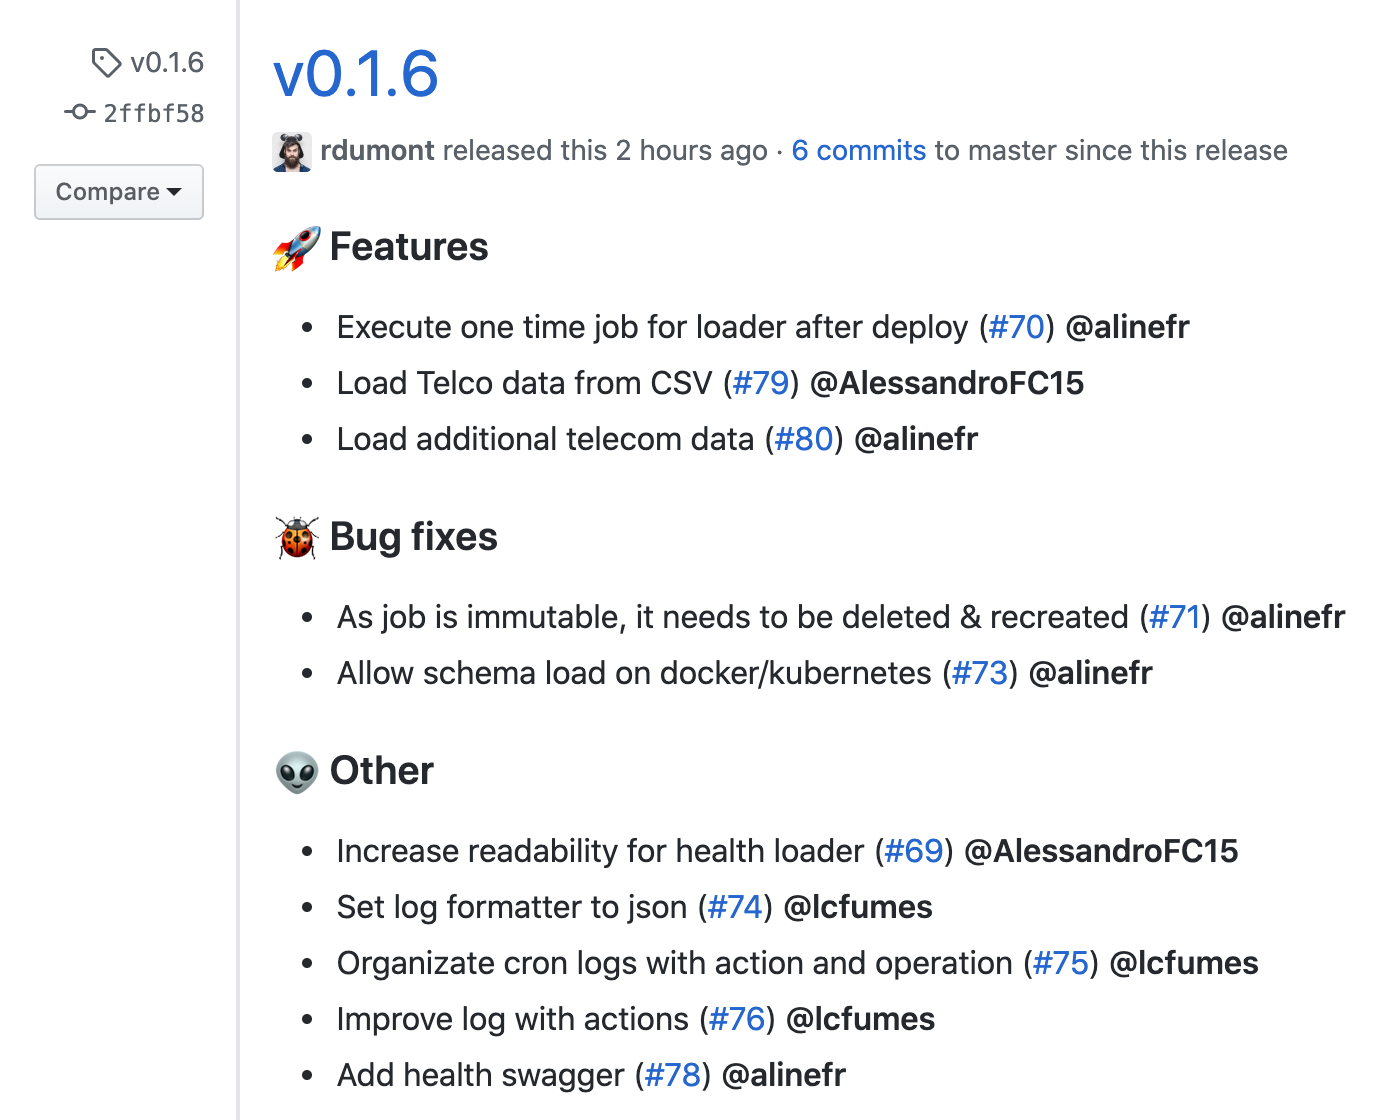 v0.1.6
2ffbf58
Compare
v0.1.6
rdumont released this 2 hours ago · 6 commits to master since this release
Features
Execute one time job for loader after deploy (#70) @alinefr
Load Telco data from CSV (#79) @AlessandroFC15
Load additional telecom data (#80) @alinefr
Bug fixes
As job is immutable, it needs to be deleted & recreated (#71) @alinefr
Allow schema load on docker/kubernetes (#73) @alinefr
Other
Increase readability for health loader (#69) @AlessandroFC15
Set log formatter to json (#74) @lcfumes
Organizate cron logs with action and operation (#75) @lcfumes
Improve log with actions (#76) @lcfumes
Add health swagger (#78) @alinefr